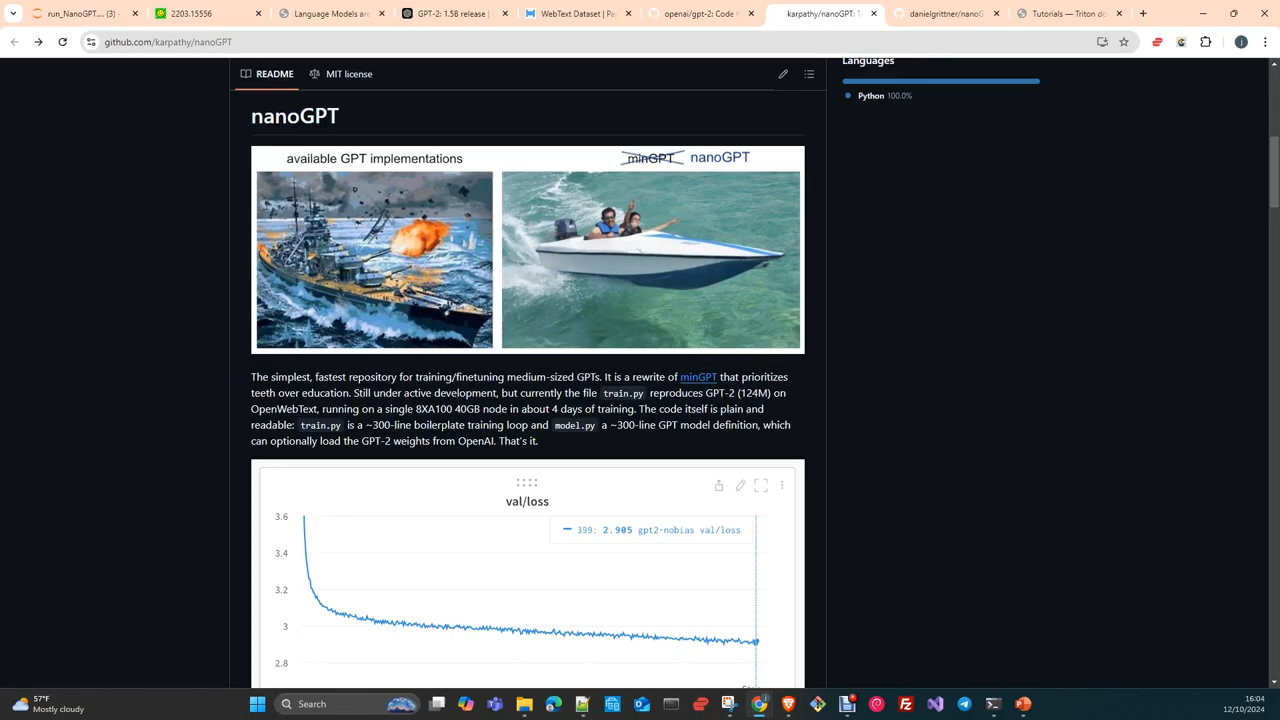 run_NanoGPT.... (3) -
2203.15556
Language Models are
GPT-2: 1.5B release |
WebText Dataset | Pa
openai/gpt-2: Code f
karpathy/nanoGPT: T
danielgrittner/nanoG
Tutorials — Triton do
github.com/karpathy/nanoGPT
README
MIT license
Languages
Python 100.0%
nanoGPT
available GPT implementations
minGPT nanoGPT
The simplest, fastest repository for training/finetuning medium-sized GPTs. It is a rewrite of minGPT that prioritizes
teeth over education. Still under active development, but currently the file train.py reproduces GPT-2 (124M) on
OpenWebText, running on a single 8XA100 40GB node in about 4 days of training. The code itself is plain and
readable: train.py is a ~300-line boilerplate training loop and model.py a ~300-line GPT model definition, which
can optionally load the GPT-2 weights from OpenAI. That's it.
val/loss
399: 2.905 gpt2-nobias val/loss
3.6
3.4
3.2
3
2.8
57°F
Mostly cloudy
Search
16:04
12/10/2024